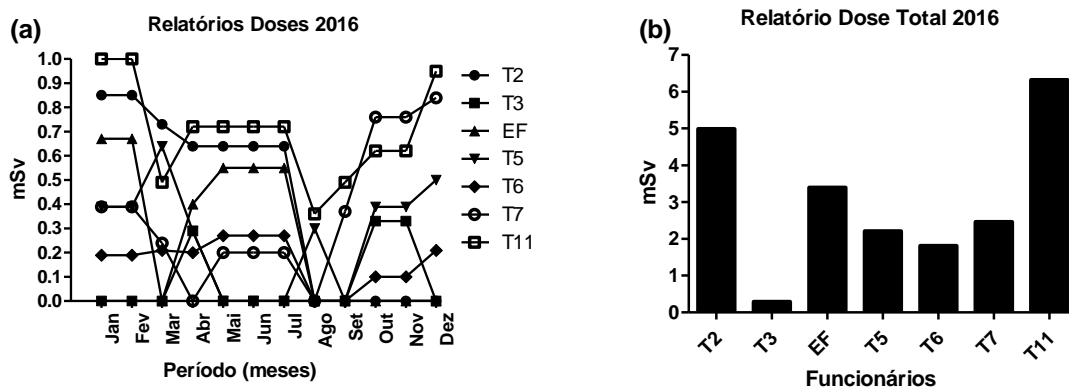 (a)
Relatórios Doses 2016
mSv
1.0
0.9
0.8
0.7
0.6
0.5
0.4
0.3
0.2
0.1
0.0
Jan
Fev
Mar
Abr
Mai
Jun
Jul
Ago
Set
Out
Nov
Dez
Período (meses)
T2
T3
EF
T5
T6
T7
T11
(b)
Relatório Dose Total 2016
mSv
7
6
5
4
3
2
1
0
T2
T3
EF
T5
T6
T7
T11
Funcionários